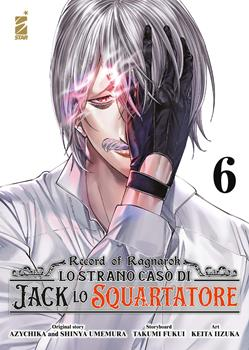 STAR
6
Record of Ragnarok
LO STRANO CASO DI
JACK LO SQUARTATORE
Original story
AZYCHIKA and SHINYA UMEMURA
Storyboard
TAKUMI FUKUI
Art
KEITA IIZUKA